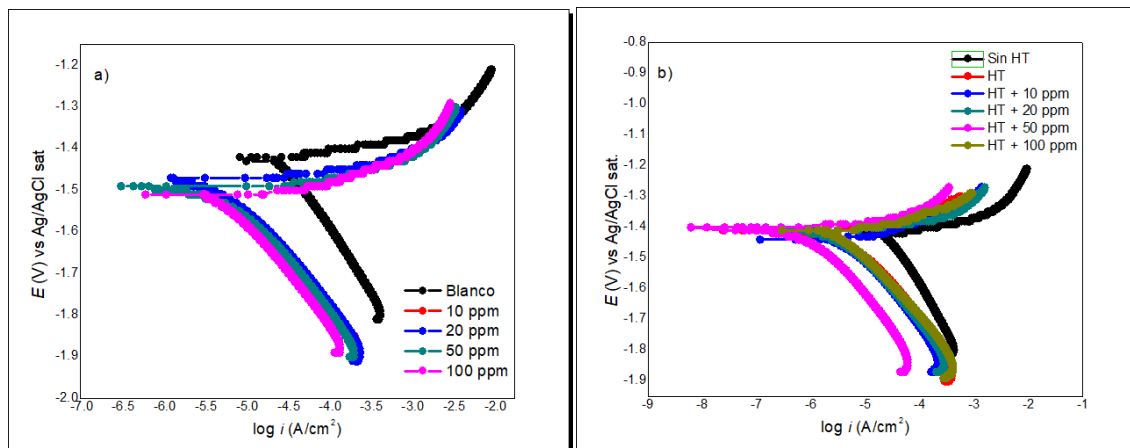 a)
E (V) vs Ag/AgCl sat
-1.2
-1.3
-1.4
-1.5
-1.6
-1.7
-1.8
-1.9
-2.0
Blanco
10 ppm
20 ppm
50 ppm
100 ppm
-7.0 -6.5 -6.0 -5.5 -5.0 -4.5 -4.0 -3.5 -3.0 -2.5 -2.0
log i (A/cm²)
b)
E (V) vs Ag/AgCl sat.
-0.8
-0.9
-1.0
-1.1
-1.2
-1.3
-1.4
-1.5
-1.6
-1.7
-1.8
-1.9
Sin HT
HT
HT + 10 ppm
HT + 20 ppm
HT + 50 ppm
HT + 100 ppm
-9 -8 -7 -6 -5 -4 -3 -2 -1
log i (A/cm²)